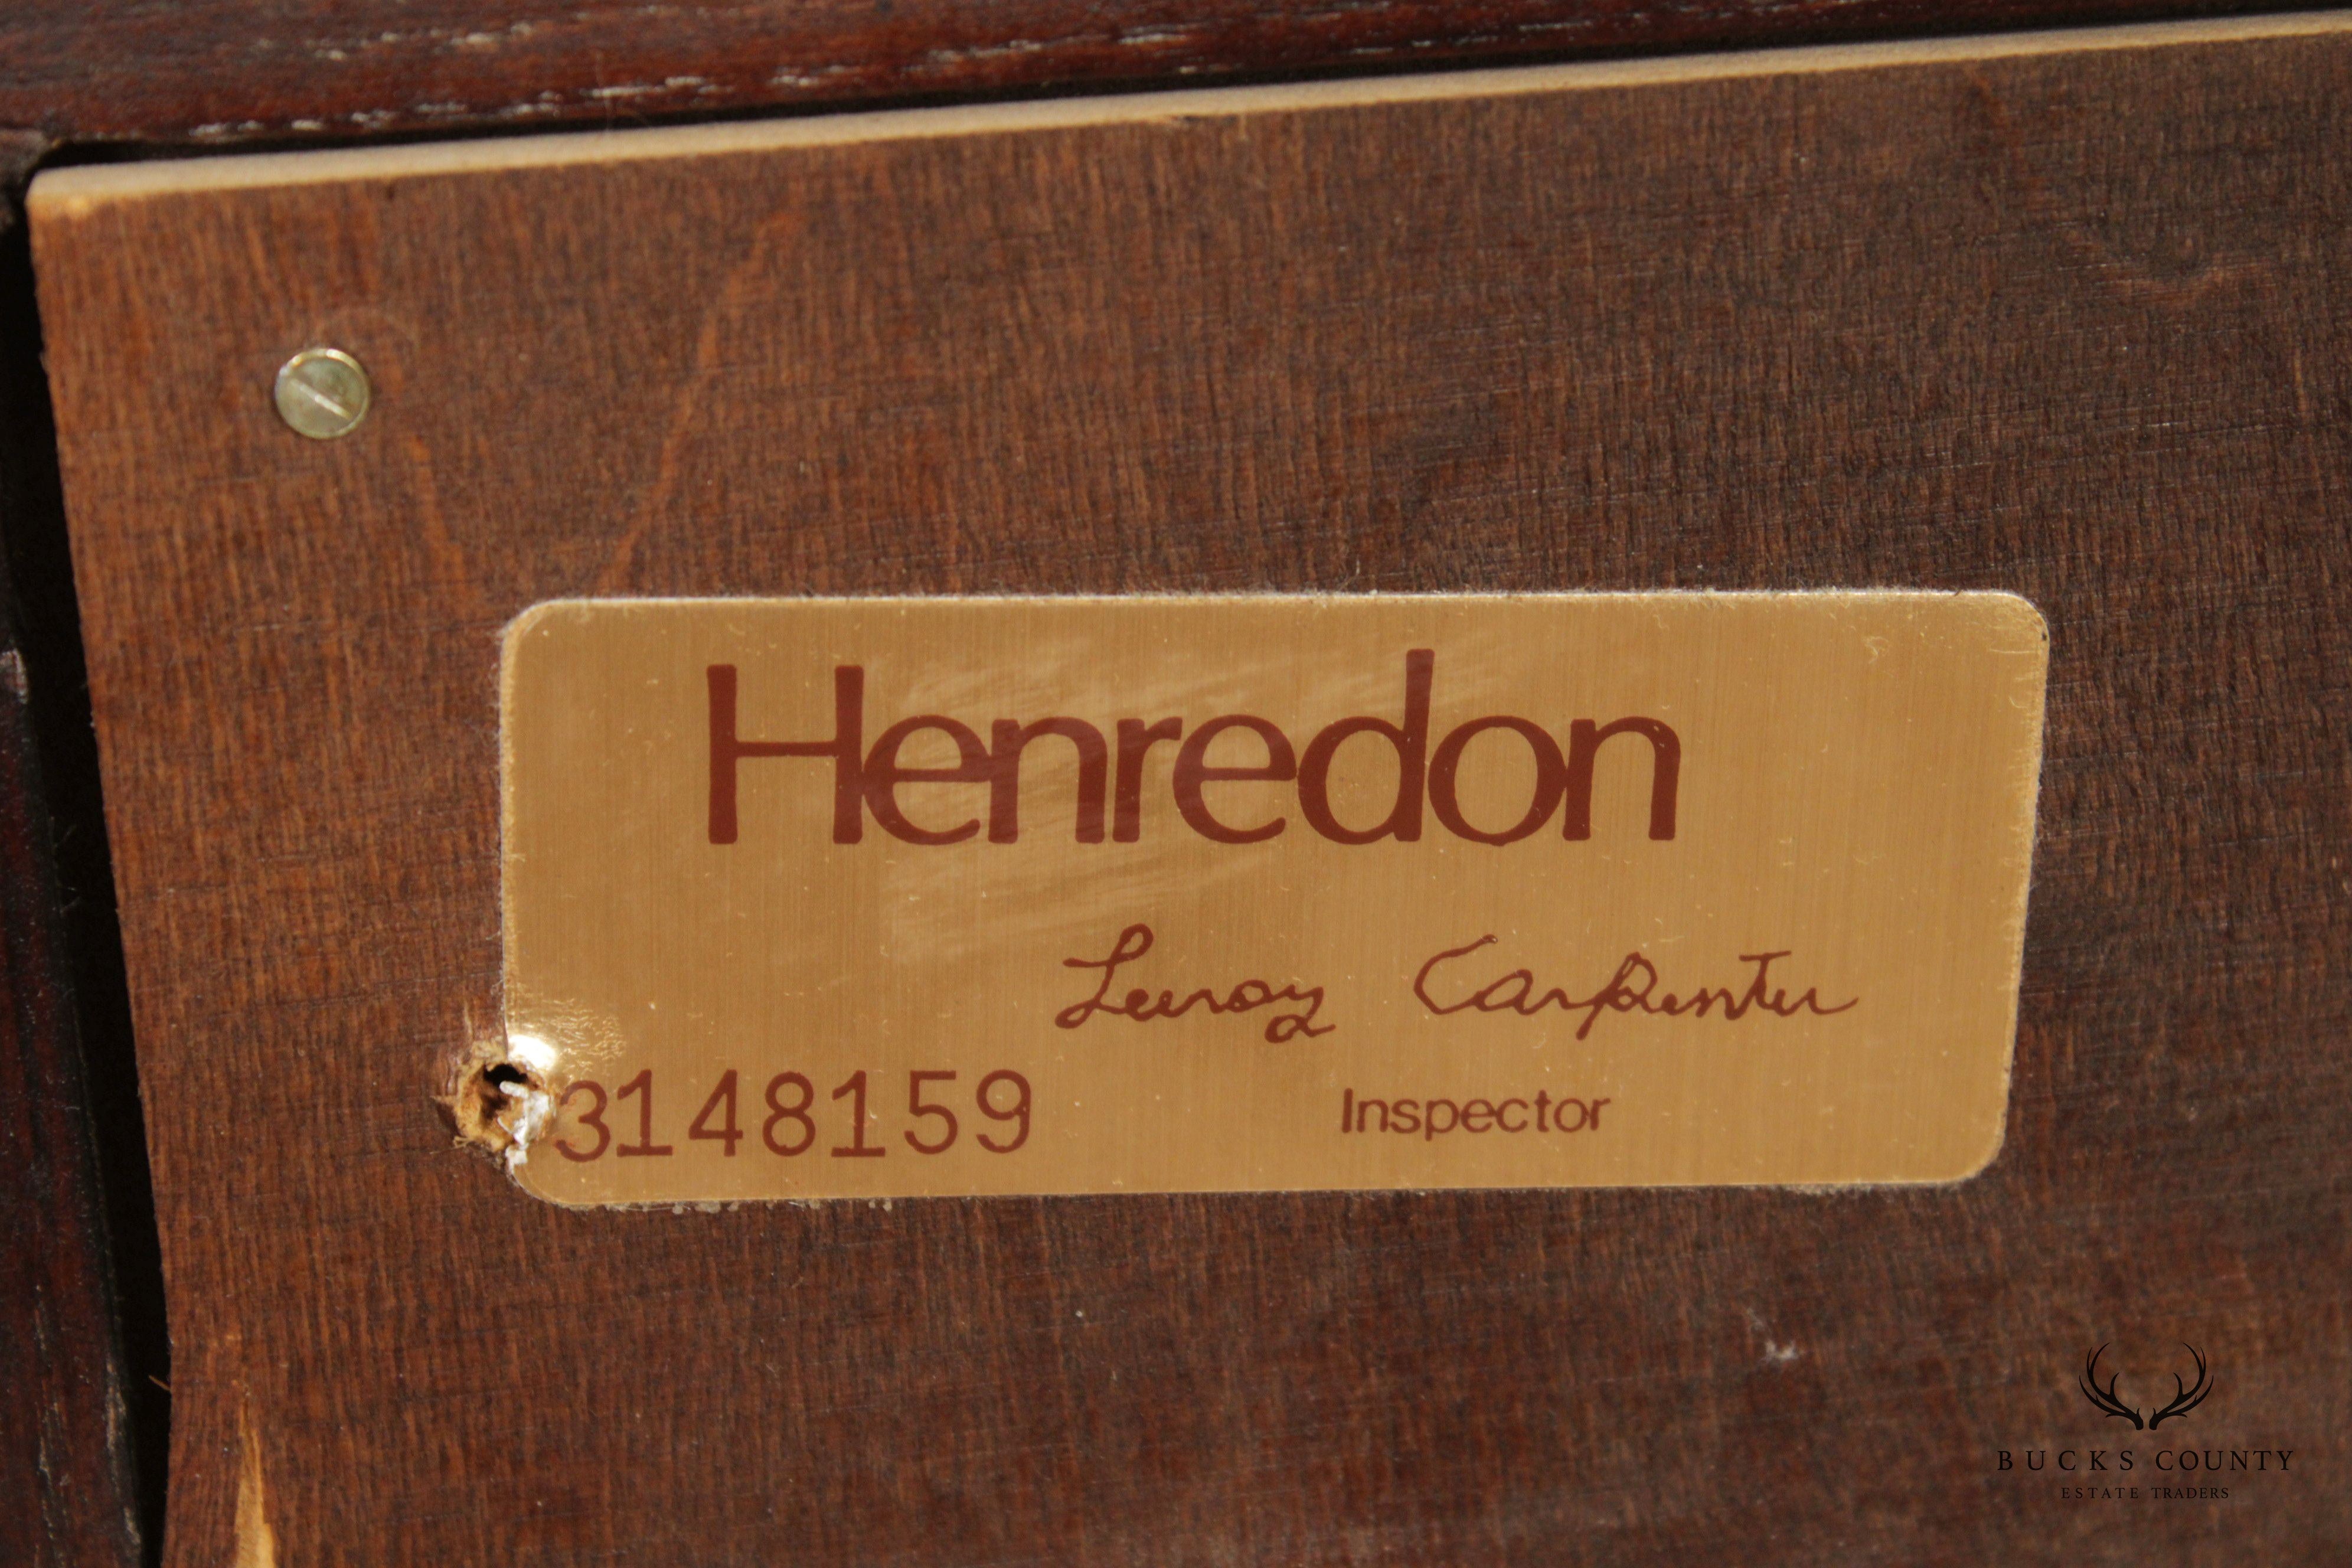 Henredon
Leeroy Carpenter
3148159
Inspector
BUCKS COUNTY
ESTATE TRADERS